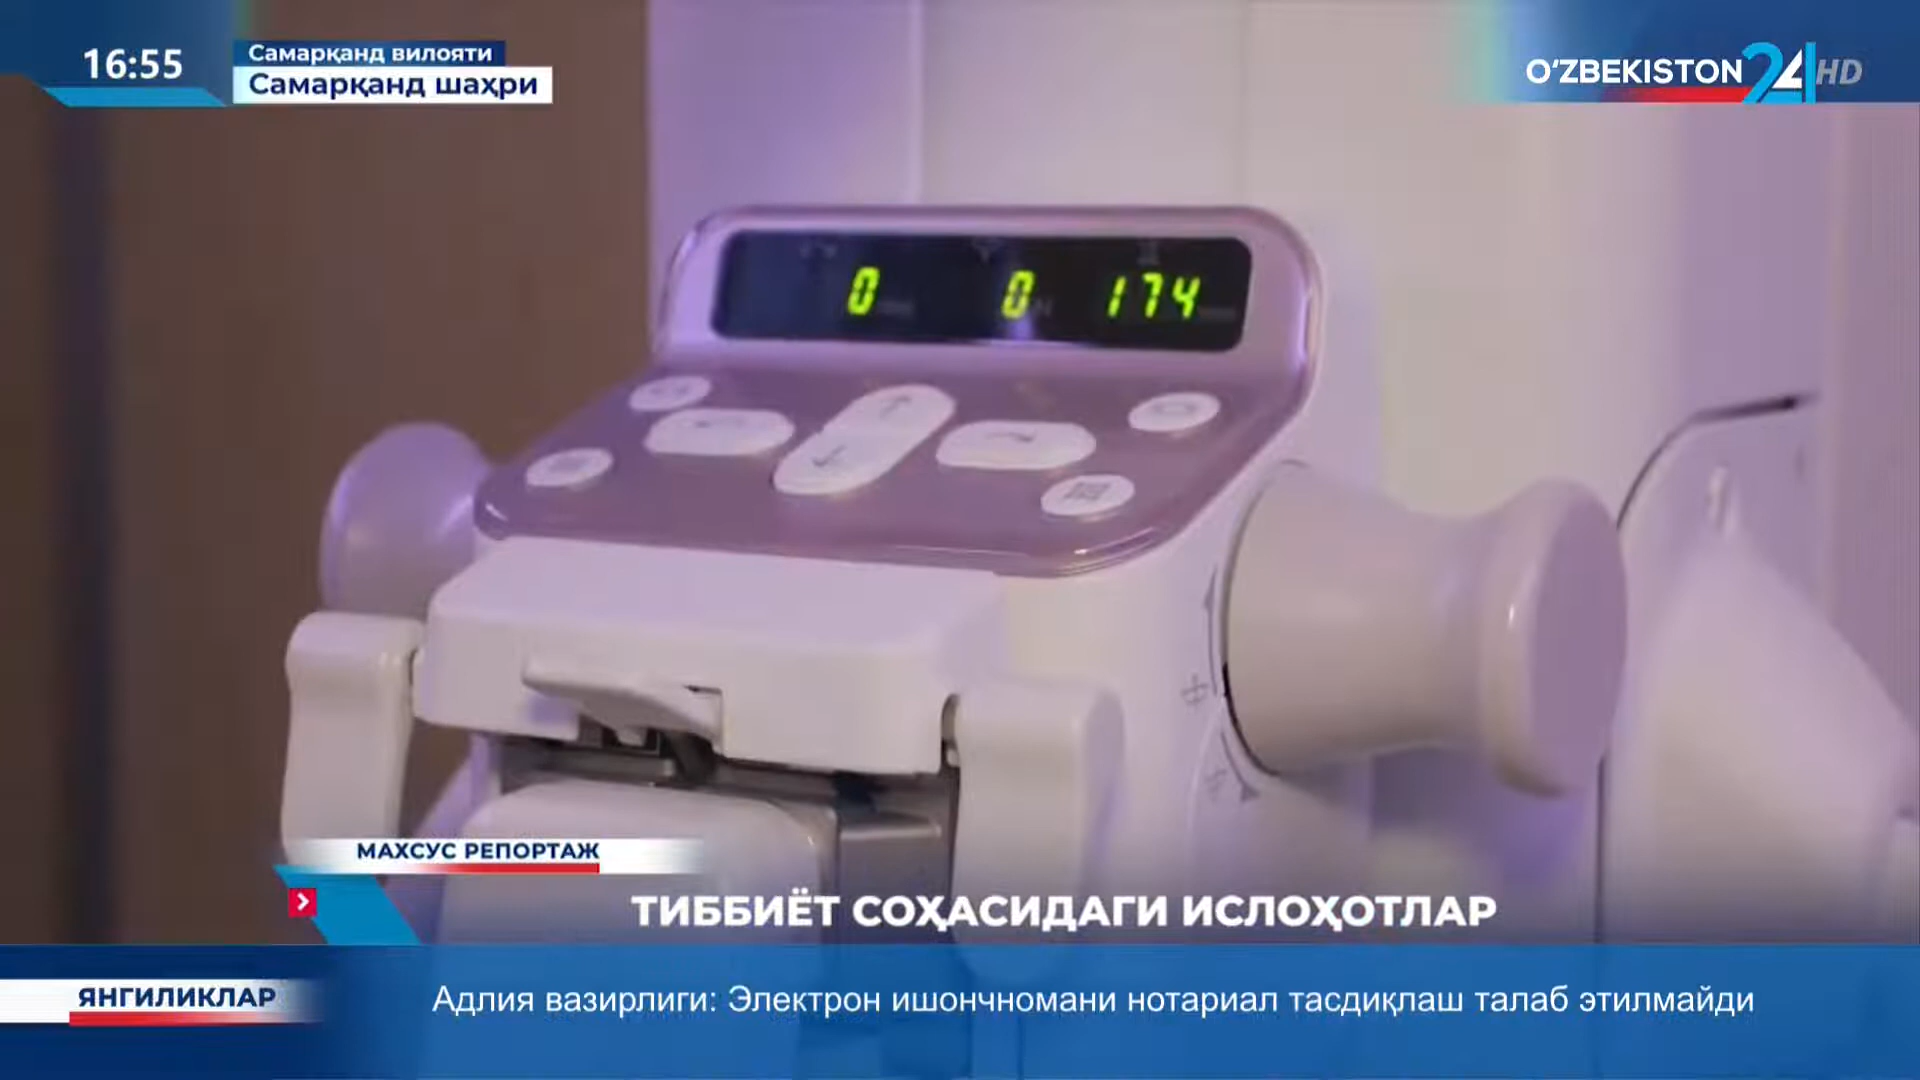 16:55
Самарқанд вилояти
Самарқанд шаҳри
O‘ZBEKISTON 24 HD
0 0 174
МАХСУС РЕПОРТАЖ
ТИББИЁТ СОҲАСИДАГИ ИСЛОҲОТЛАР
ЯНГИЛИКЛАР
Адлия вазирлиги: Электрон ишончномани нотариал тасдиқлаш талаб этилмайди